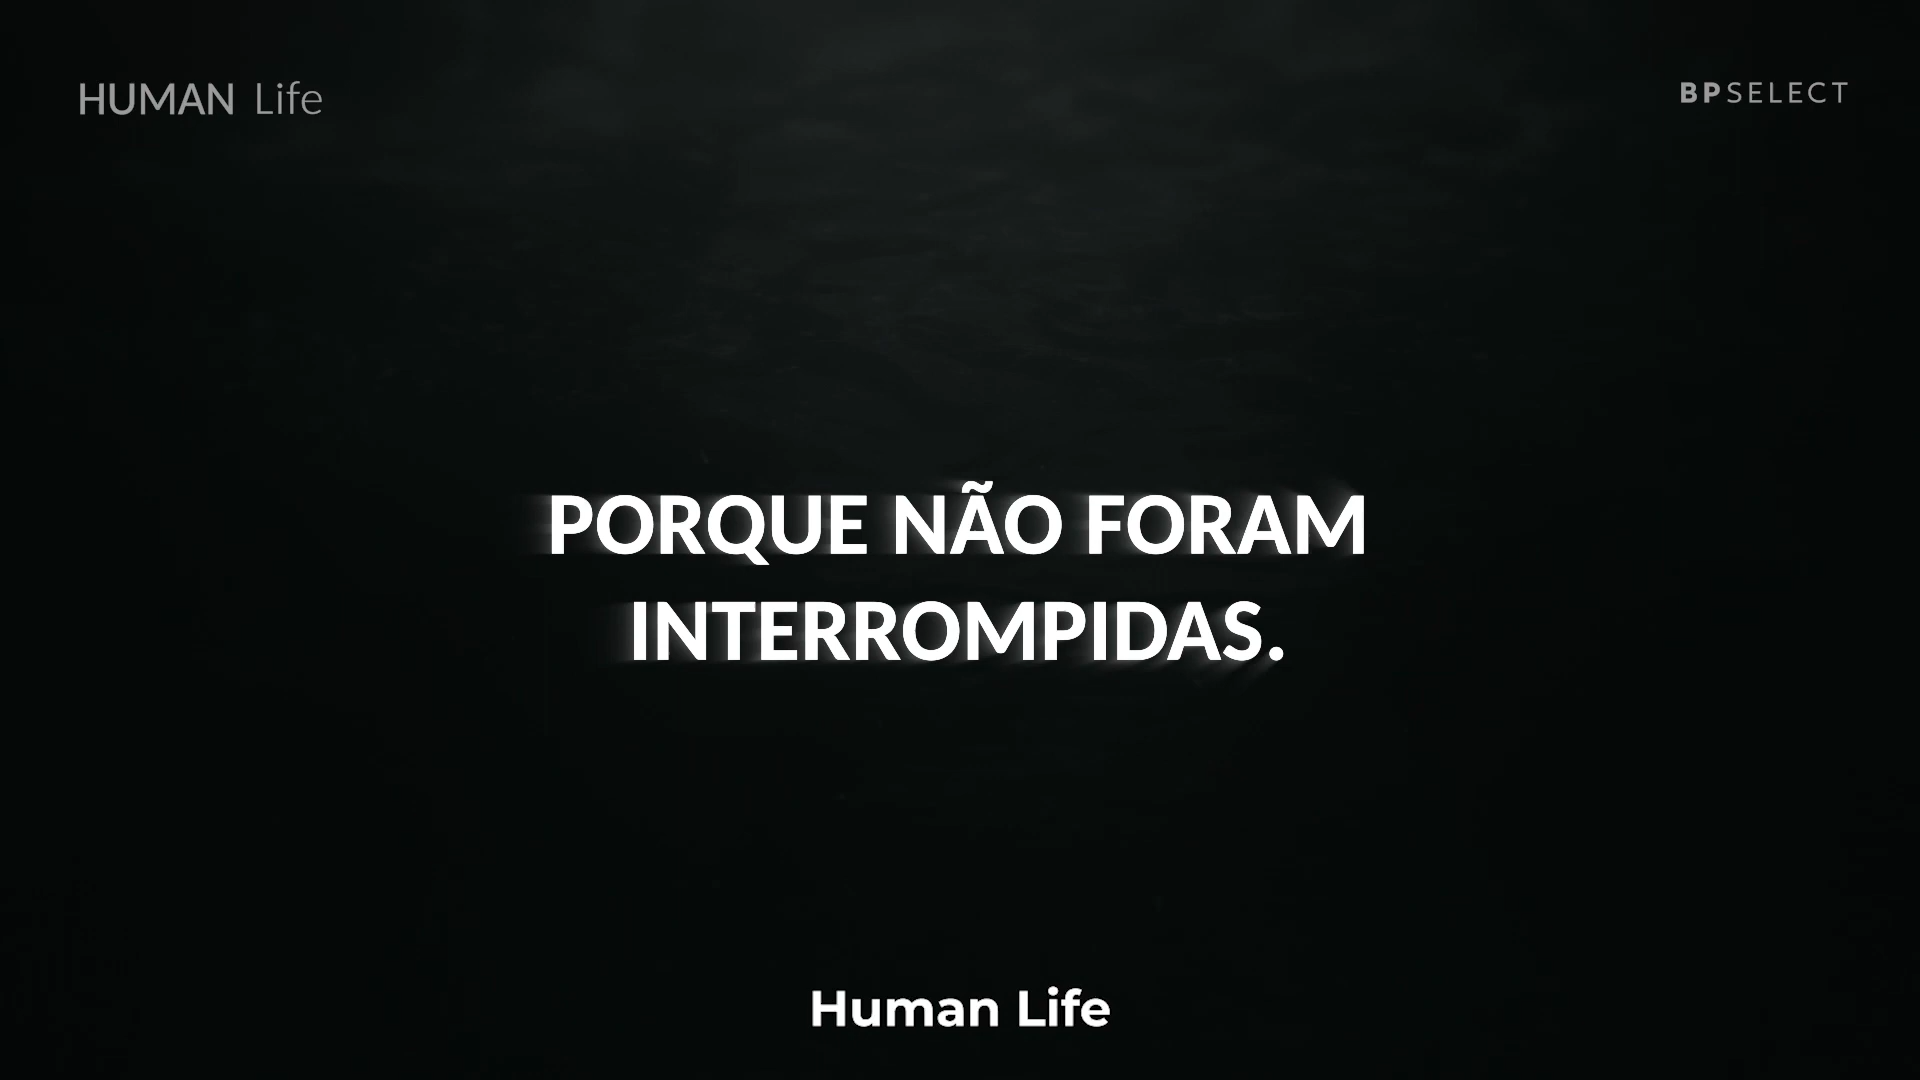 HUMAN Life
BPSELECT
PORQUE NÃO FORAM
INTERROMPIDAS.
Human Life